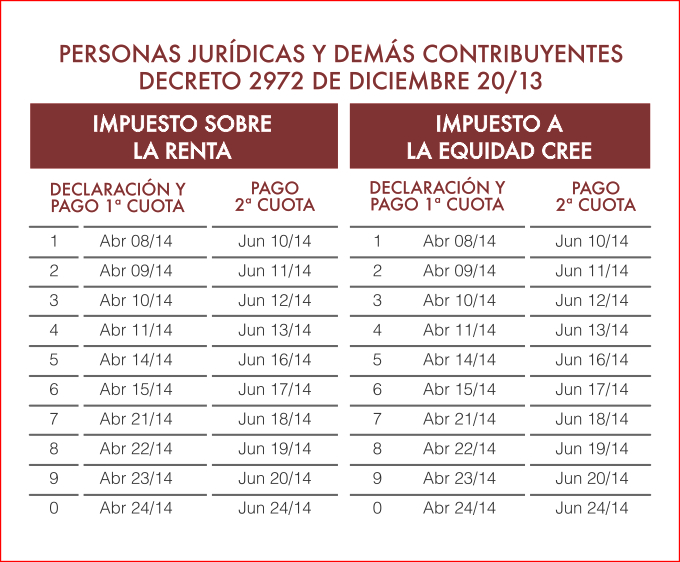 PERSONAS JURÍDICAS Y DEMÁS CONTRIBUYENTES
DECRETO 2972 DE DICIEMBRE 20/13
IMPUESTO SOBRE
LA RENTA
DECLARACIÓN Y
PAGO 1ª CUOTA
PAGO
2ª CUOTA
1 Abr 08/14 Jun 10/14
2 Abr 09/14 Jun 11/14
3 Abr 10/14 Jun 12/14
4 Abr 11/14 Jun 13/14
5 Abr 14/14 Jun 16/14
6 Abr 15/14 Jun 17/14
7 Abr 21/14 Jun 18/14
8 Abr 22/14 Jun 19/14
9 Abr 23/14 Jun 20/14
0 Abr 24/14 Jun 24/14
IMPUESTO A
LA EQUIDAD CREE
DECLARACIÓN Y
PAGO 1ª CUOTA
PAGO
2ª CUOTA
1 Abr 08/14 Jun 10/14
2 Abr 09/14 Jun 11/14
3 Abr 10/14 Jun 12/14
4 Abr 11/14 Jun 13/14
5 Abr 14/14 Jun 16/14
6 Abr 15/14 Jun 17/14
7 Abr 21/14 Jun 18/14
8 Abr 22/14 Jun 19/14
9 Abr 23/14 Jun 20/14
0 Abr 24/14 Jun 24/14